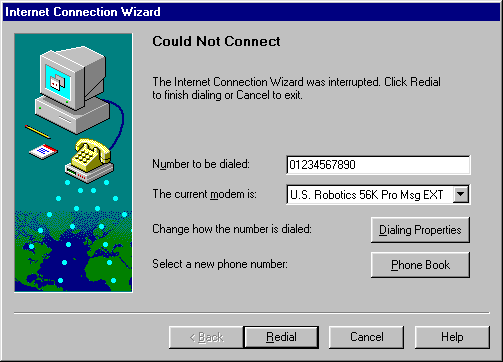 Internet Connection Wizard
Could Not Connect
The Internet Connection Wizard was interrupted. Click Redial
to finish dialing or Cancel to exit.
Number to be dialed: 01234567890
The current modem is: U.S. Robotics 56K Pro Msg EXT
Change how the number is dialed: Dialing Properties
Select a new phone number: Phone Book
< Back Redial Cancel Help